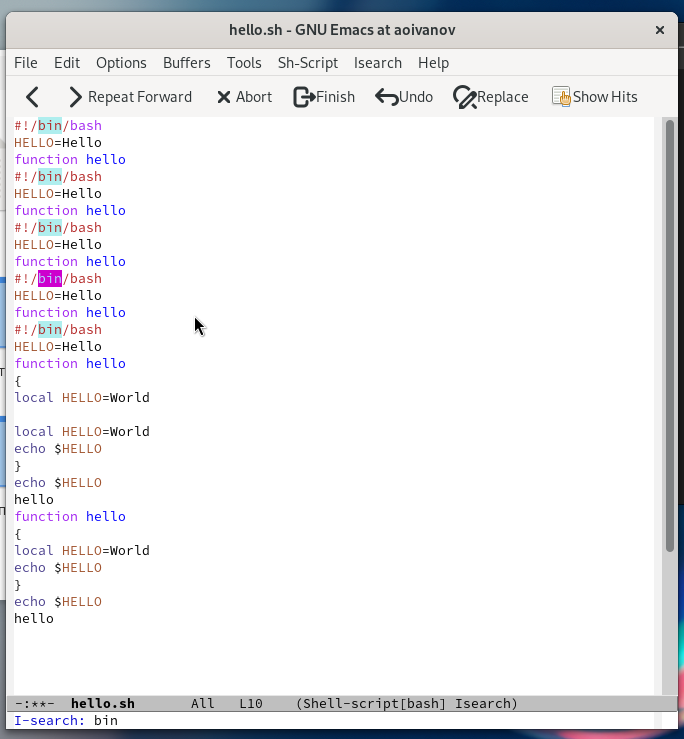 hello.sh - GNU Emacs at aoivanov
File Edit Options Buffers Tools Sh-Script Isearch Help
Repeat Forward Abort Finish Undo Replace Show Hits
#!/bin/bash
HELLO=Hello
function hello
#!/bin/bash
HELLO=Hello
function hello
#!/bin/bash
HELLO=Hello
function hello
#!/bin/bash
HELLO=Hello
function hello
#!/bin/bash
HELLO=Hello
function hello
{
local HELLO=World
local HELLO=World
echo $HELLO
}
echo $HELLO
hello
function hello
{
local HELLO=World
echo $HELLO
}
echo $HELLO
hello
-:**- hello.sh All L10 (Shell-script[bash] Isearch)
I-search: bin